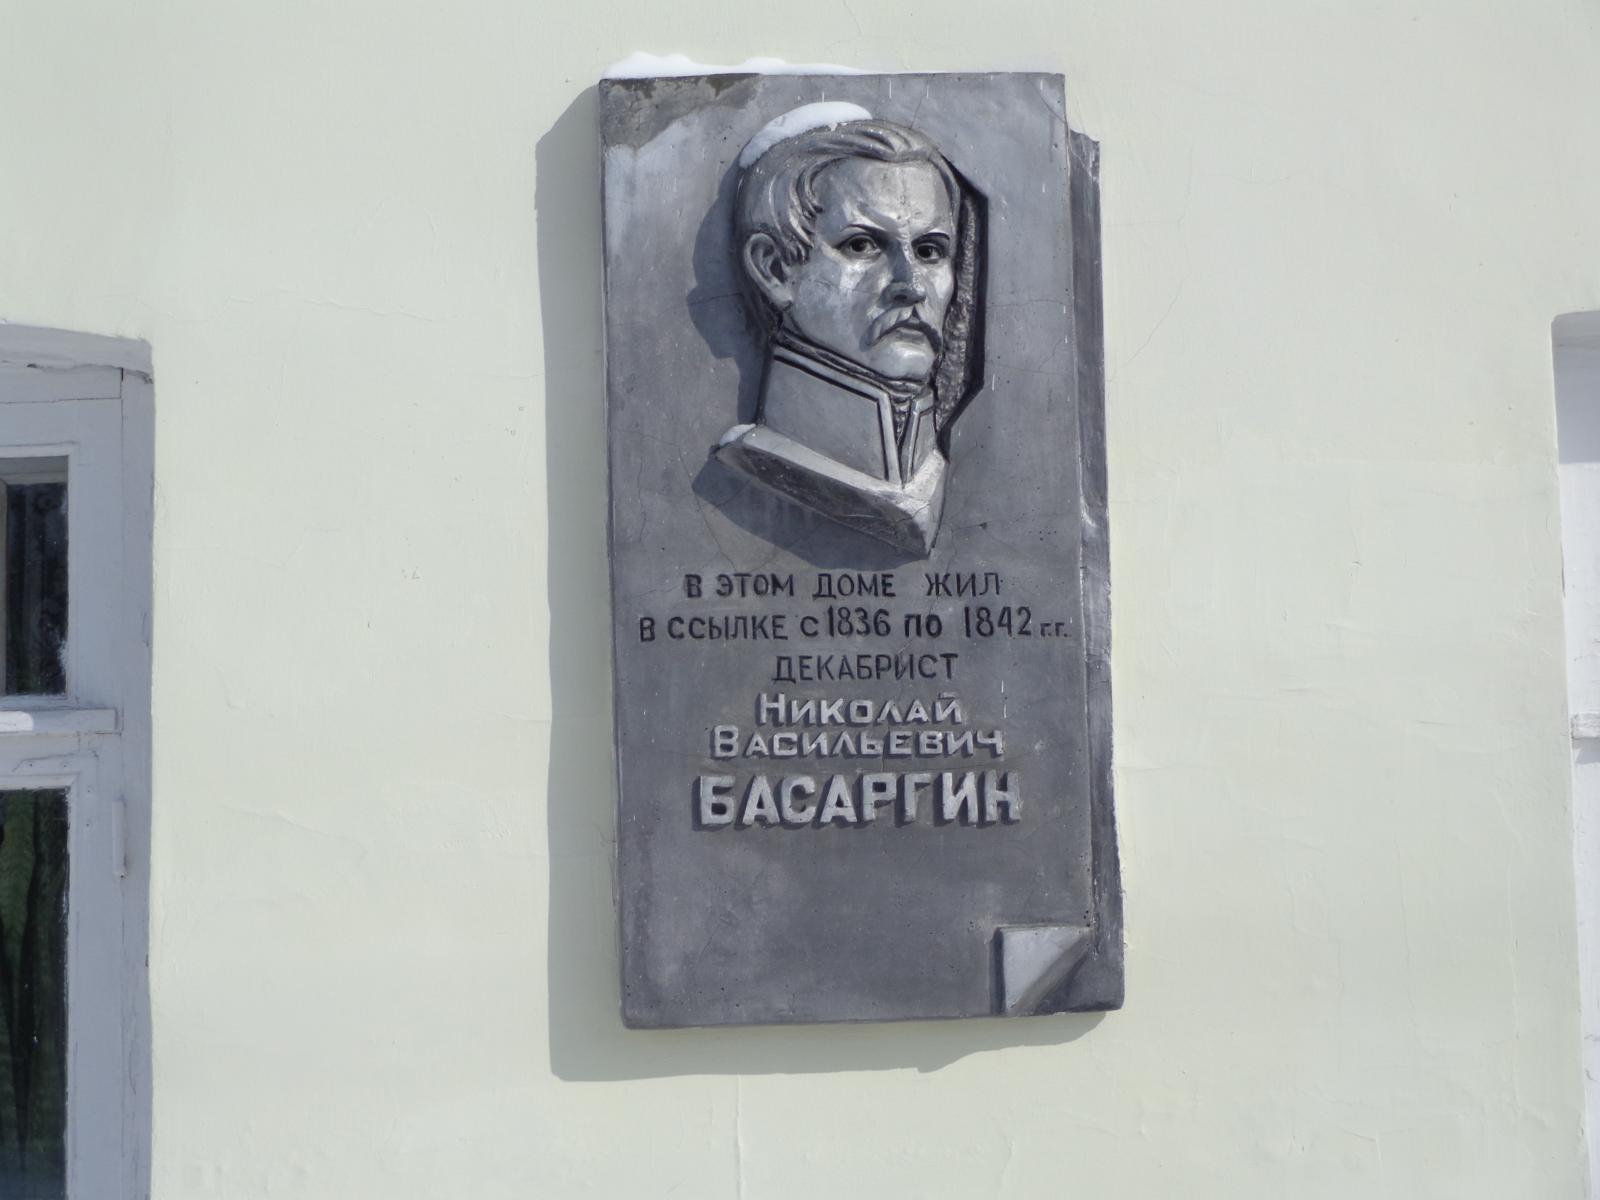 В ЭТОМ ДОМЕ ЖИЛ
В ССЫЛКЕ С 1836 ПО 1842 г.г.
ДЕКАБРИСТ
НИКОЛАЙ
ВАСИЛЬЕВИЧ
БАСАРГИН